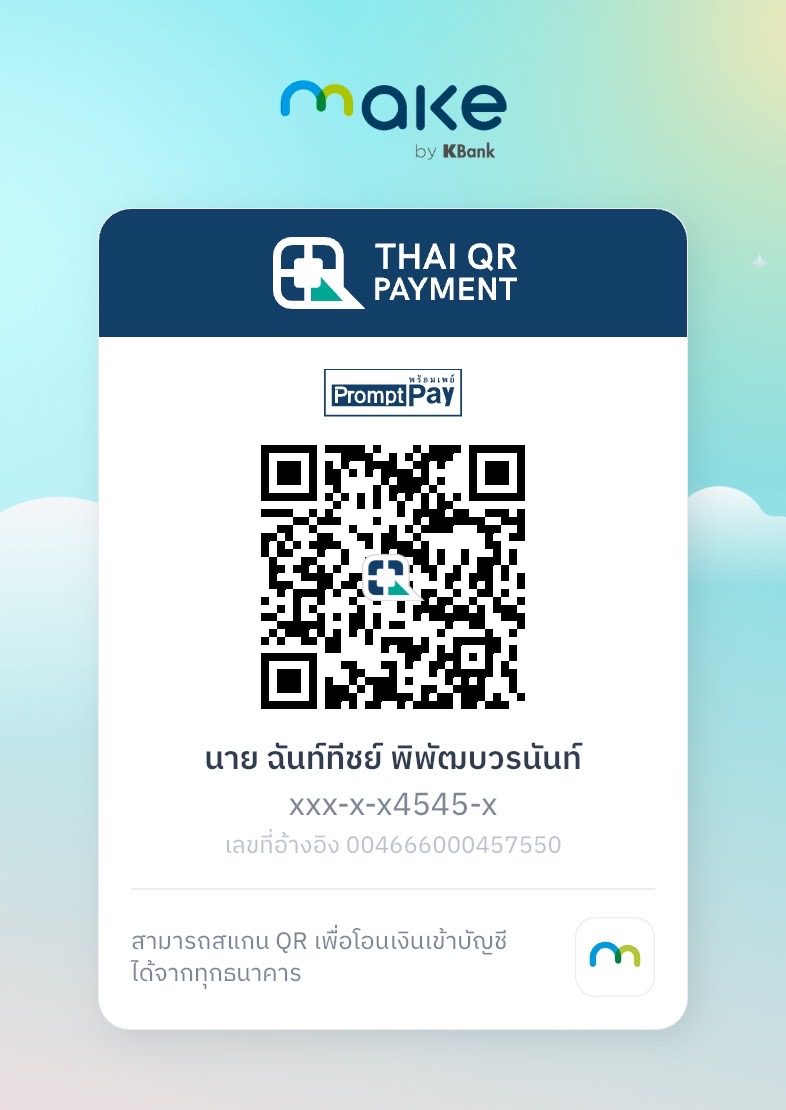 make
by KBank
THAI QR
PAYMENT
พร้อมเพย์
PromptPay
นาย ฉันท์ทีชย์ พิพัฒบวรนันท์
xxx-x-x4545-x
เลขที่อ้างอิง 004666000457550
สามารถสแกน QR เพื่อโอนเงินเข้าบัญชี
ได้จากทุกธนาคาร